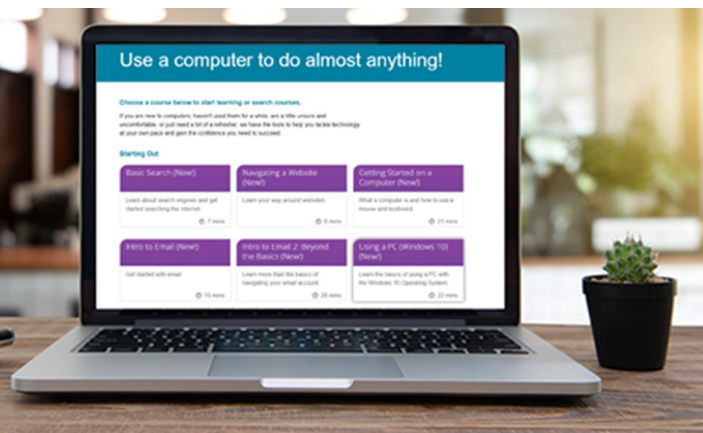 Use a computer to do almost anything!
Choose a course below to start learning or search courses.
If you are new to computers, haven't used them for a while, are a little unsure and
uncomfortable, or just need a bit of a refresher, we have the tools to help you tackle technology
at your own pace and gain the confidence you need to succeed.
Starting Out
Basic Search (New!)
Learn about search engines and get
started searching the internet.
7 mins
Navigating a Website
(New!)
Learn your way around websites.
6 mins
Getting Started on a
Computer (New!)
What a computer is and how to use a
mouse and keyboard.
21 mins
Intro to Email (New!)
Get started with email.
15 mins
Intro to Email 2: Beyond
the Basics (New!)
Learn more than the basics of
navigating your email account.
28 mins
Using a PC (Windows 10)
(New!)
Learn the basics of using a PC with
the Windows 10 Operating System.
22 mins